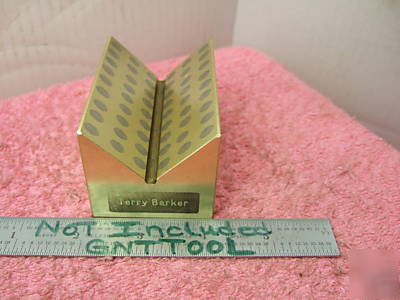 Terry Barker
Not Included
GNTTOOL